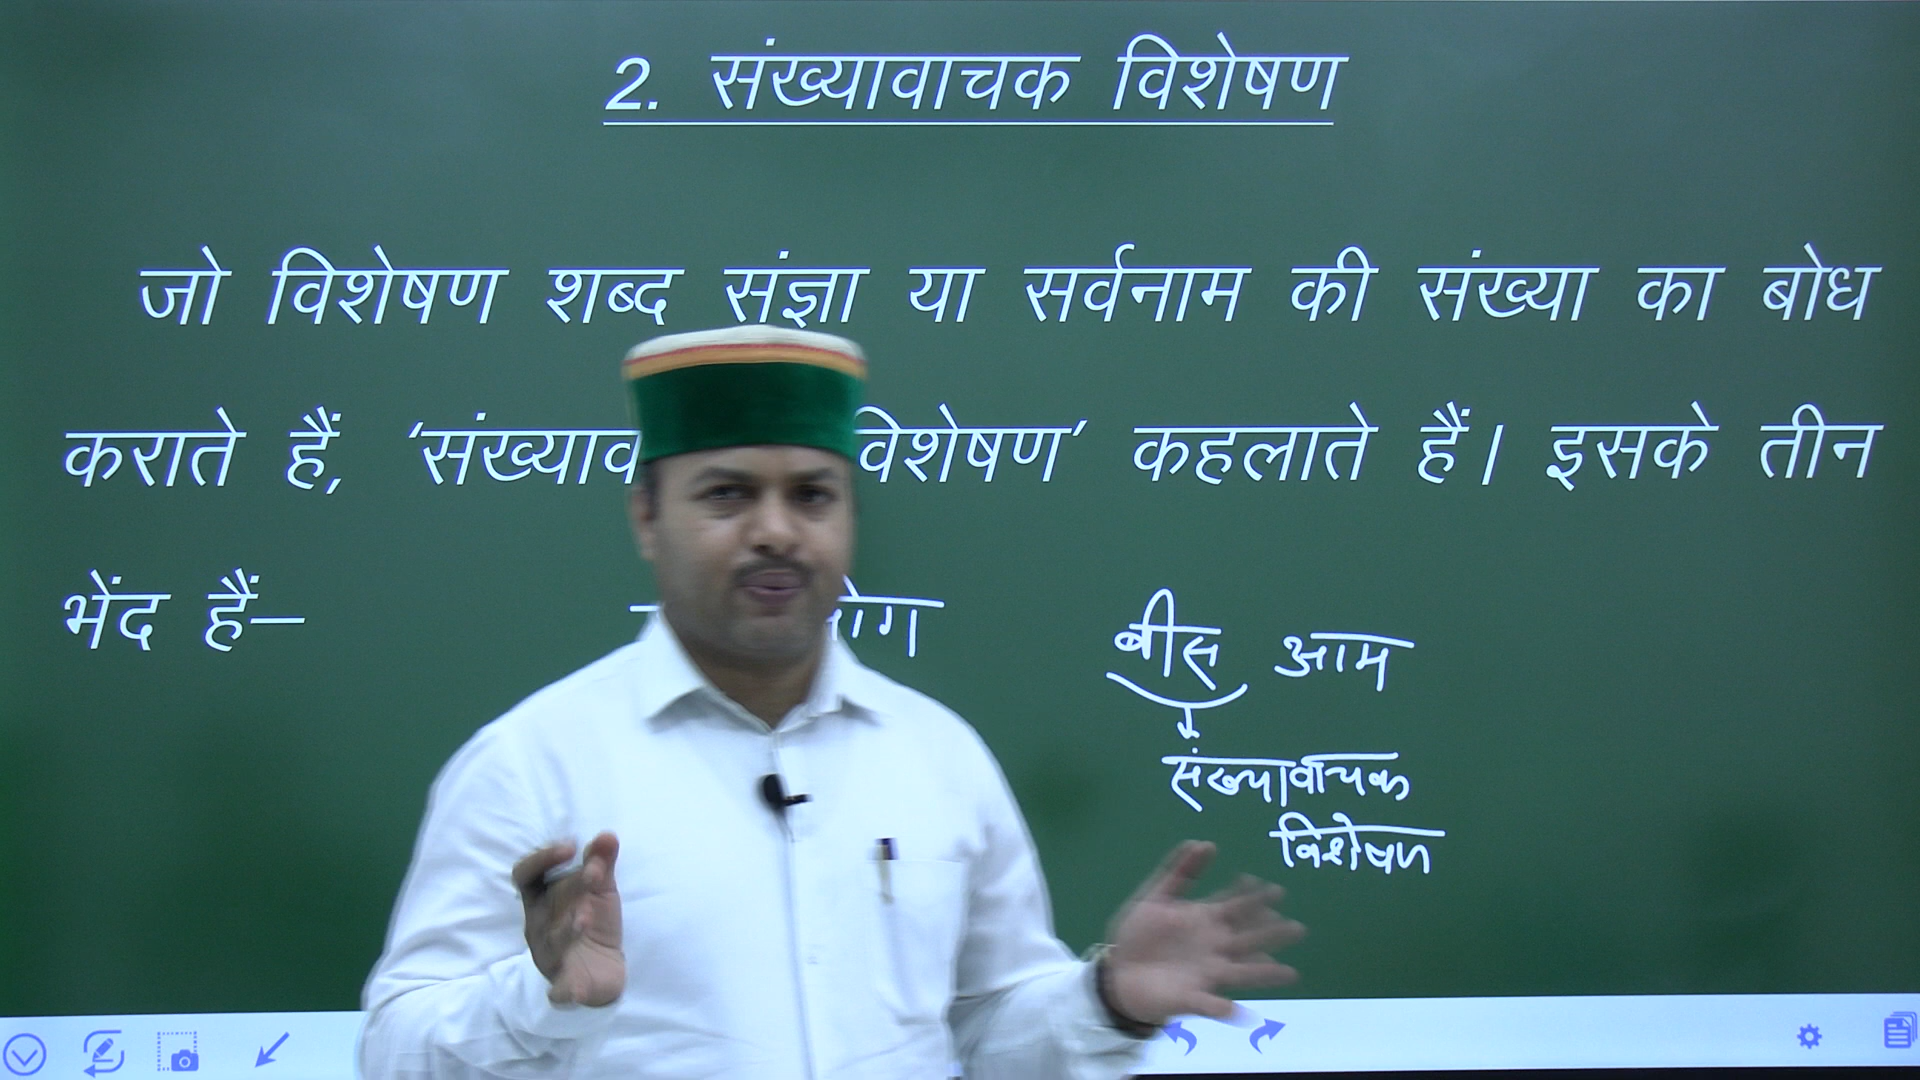 2. संख्यावाचक विशेषण
जो विशेषण शब्द संज्ञा या सर्वनाम की संख्या का बोध
कराते हैं, विशेषण’ कहलाते हैं। इसके तीन
भेंद हैं–
बीस आम
संख्यावाचक
विशेषण